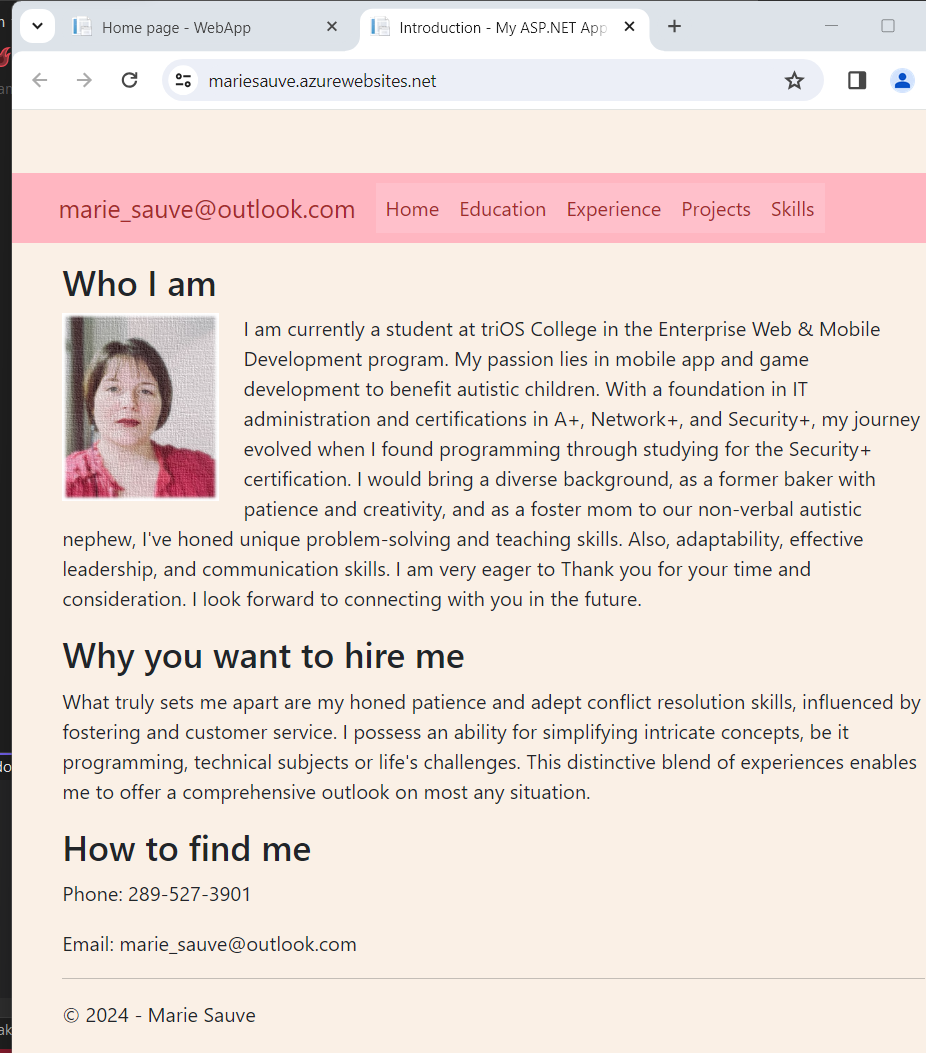 Home page - WebApp
Introduction - My ASP.NET App
mariesauve.azurewebsites.net
marie_sauve@outlook.com Home Education Experience Projects Skills
Who I am
I am currently a student at triOS College in the Enterprise Web & Mobile
Development program. My passion lies in mobile app and game
development to benefit autistic children. With a foundation in IT
administration and certifications in A+, Network+, and Security+, my journey
evolved when I found programming through studying for the Security+
certification. I would bring a diverse background, as a former baker with
patience and creativity, and as a foster mom to our non-verbal autistic
nephew, I've honed unique problem-solving and teaching skills. Also, adaptability, effective
leadership, and communication skills. I am very eager to Thank you for your time and
consideration. I look forward to connecting with you in the future.
Why you want to hire me
What truly sets me apart are my honed patience and adept conflict resolution skills, influenced by
fostering and customer service. I possess an ability for simplifying intricate concepts, be it
programming, technical subjects or life's challenges. This distinctive blend of experiences enables
me to offer a comprehensive outlook on most any situation.
How to find me
Phone: 289-527-3901
Email: marie_sauve@outlook.com
© 2024 - Marie Sauve